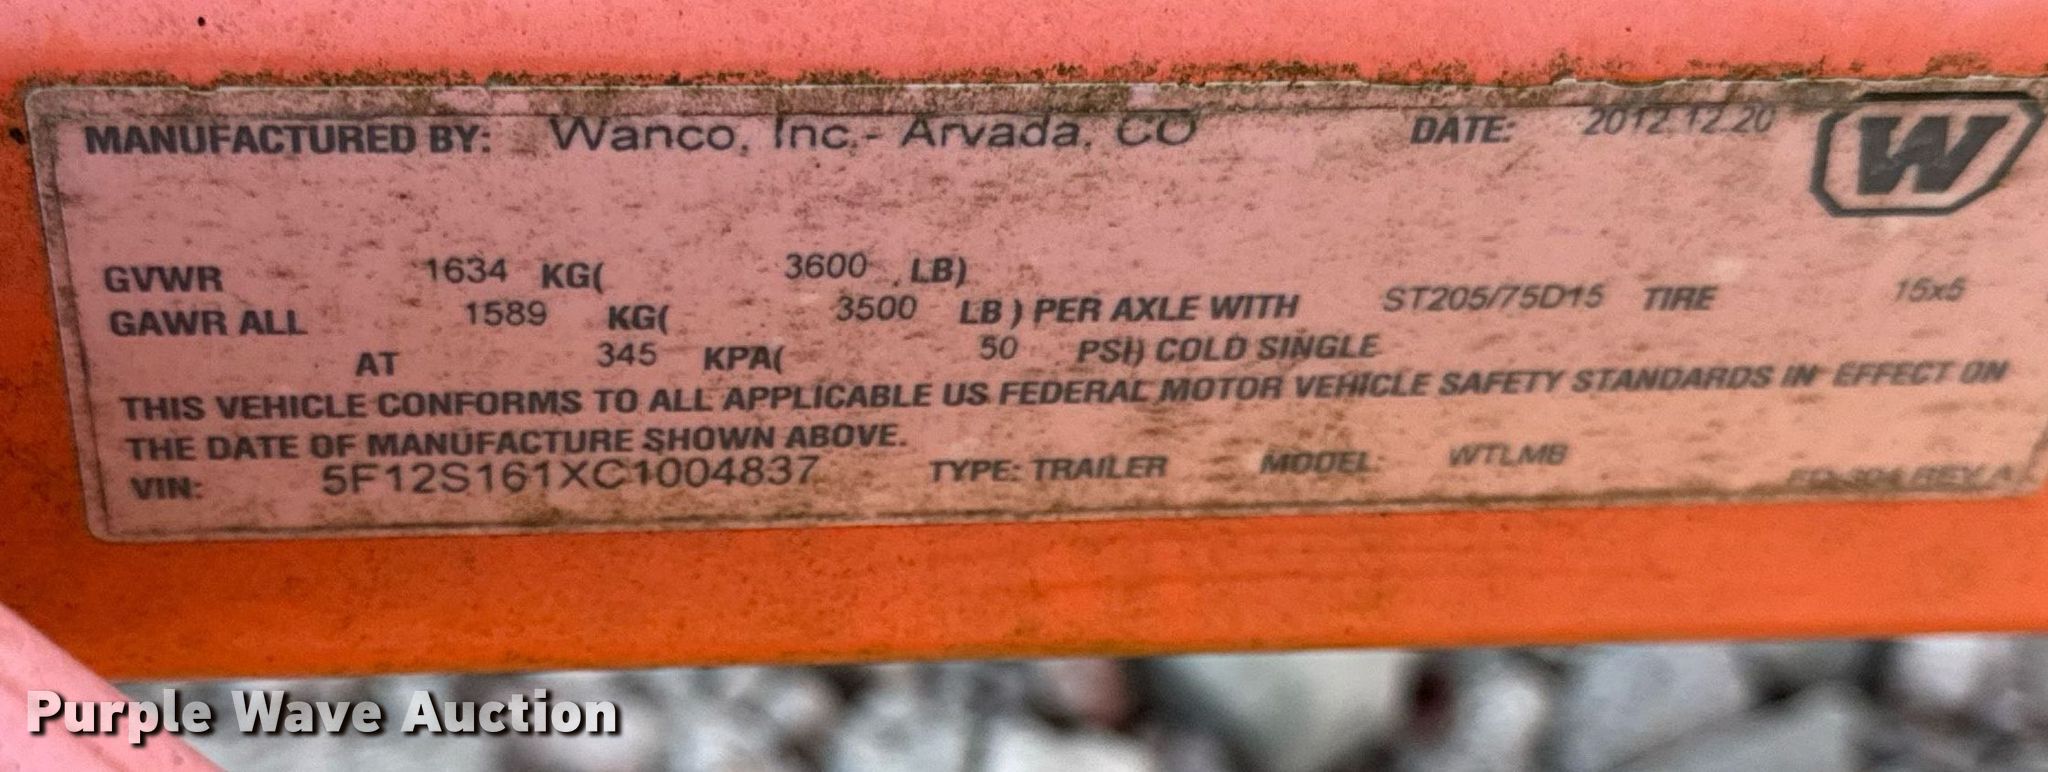 MANUFACTURED BY: Wanco, Inc.- Arvada, CO DATE: 2012.12.20 W
GVWR 1634 KG( 3600 LB)
GAWR ALL 1589 KG( 3500 LB ) PER AXLE WITH ST205/75D15 TIRE 15x5
AT 345 KPA( 50 PSI) COLD SINGLE
THIS VEHICLE CONFORMS TO ALL APPLICABLE US FEDERAL MOTOR VEHICLE SAFETY STANDARDS IN EFFECT ON
THE DATE OF MANUFACTURE SHOWN ABOVE.
VIN: 5F12S161XC1004837 TYPE: TRAILER MODEL: WTLMB
REV A
Purple Wave Auction